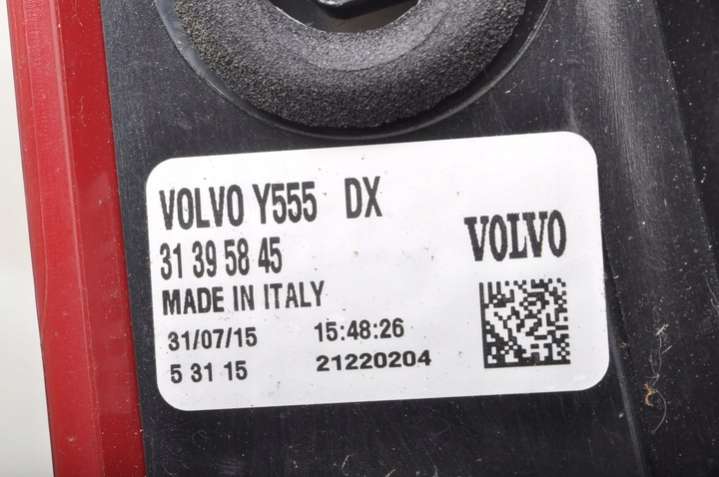 VOLVO Y555 DX
31 39 58 45
VOLVO
MADE IN ITALY
31/07/15 15:48:26
5 31 15 21220204